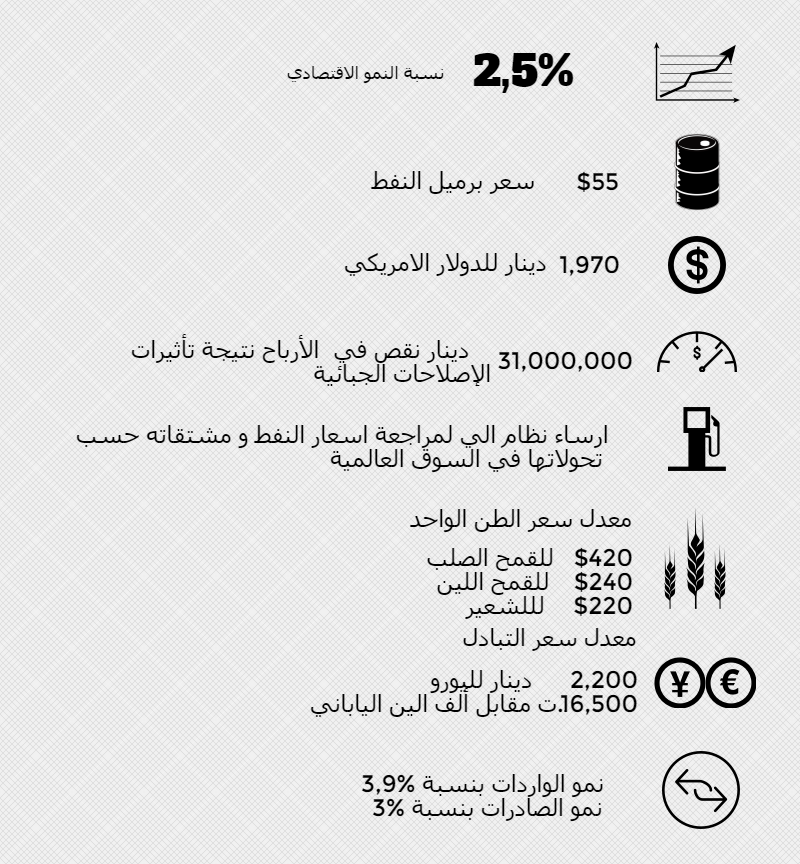 2,5% نسبة النمو الاقتصادي
$55 سعر برميل النفط
1,970 دينار للدولار الامريكي
31,000,000 دينار نقص في الأرباح نتيجة تأثيرات
الإصلاحات الجبائية
ارساء نظام الي لمراجعة اسعار النفط و مشتقاته حسب
تحولاتها في السوق العالمية
معدل سعر الطن الواحد
$420 للقمح الصلب
$240 للقمح اللين
$220 لللشعير
معدل سعر التبادل
2,200 دينار لليورو
16,500.ت مقابل ألف الين الياباني
نمو الواردات بنسبة 3,9%
نمو الصادرات بنسبة 3%